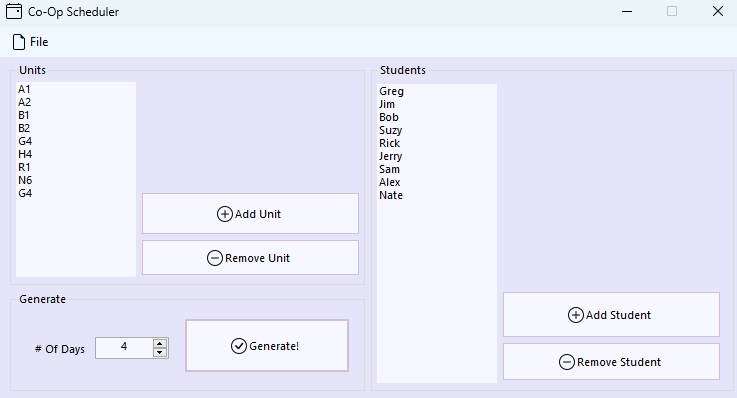 Co-Op Scheduler
File
Units
A1
A2
B1
B2
G4
H4
R1
N6
G4
Add Unit
Remove Unit
Generate
# Of Days
4
Generate!
Students
Greg
Jim
Bob
Suzy
Rick
Jerry
Sam
Alex
Nate
Add Student
Remove Student